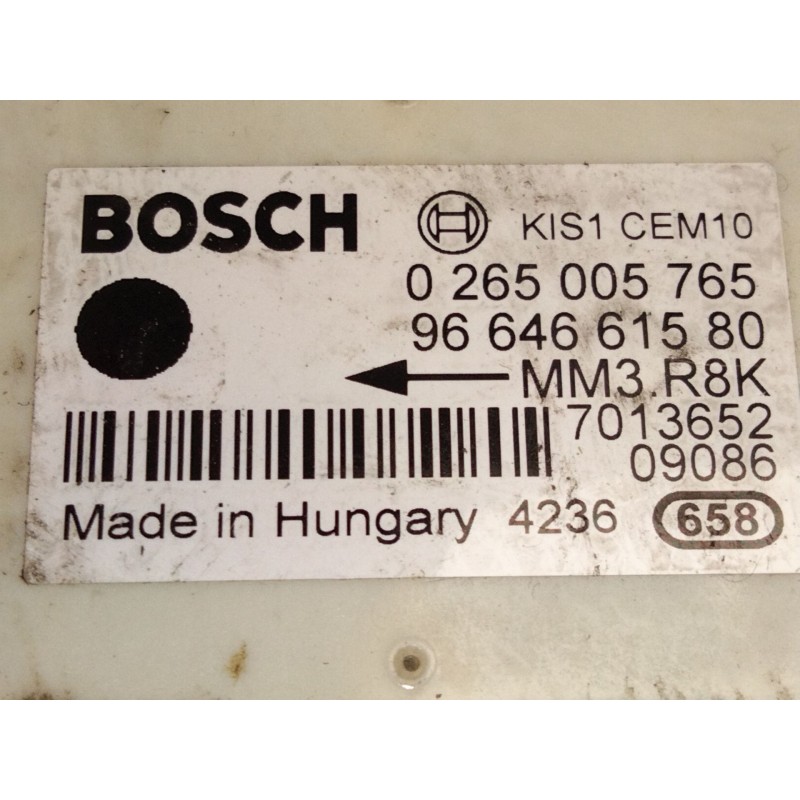 BOSCH KIS1 CEM10
0 265 005 765
96 646 615 80
MM3.R8K
7013652
09086
Made in Hungary 4236 658